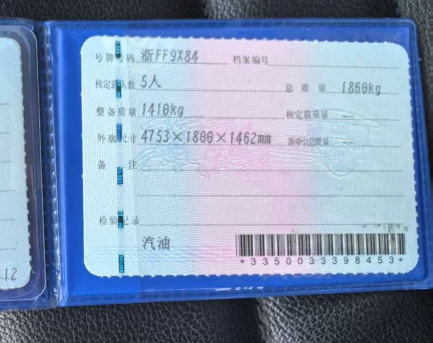 号牌号码 浙FF9X84 档案编号
核定载人数 5人 总质量 1860kg
整备质量 1410kg 核定载质量 --
外廓尺寸 4753×1800×1462mm 准牵引总质量 --
备注
检验记录
汽油
*3350033398453*
12